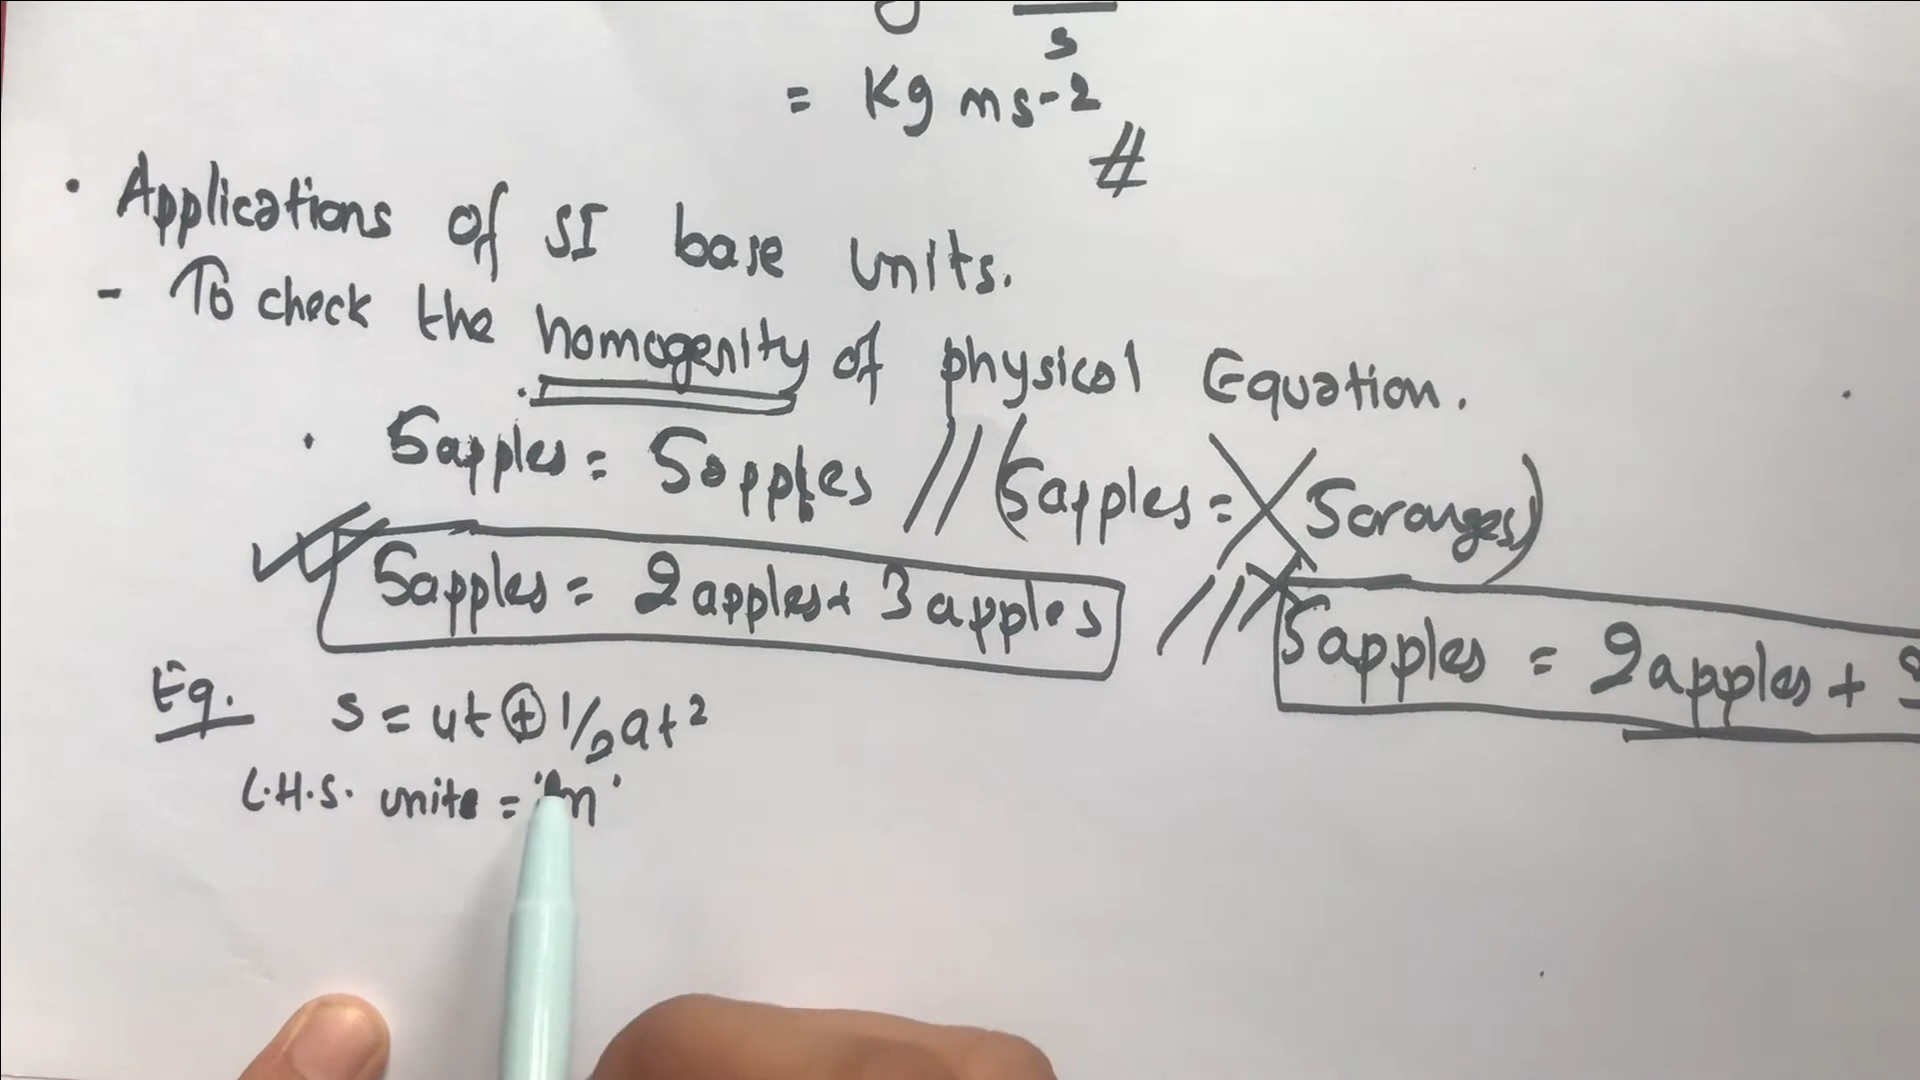 s
= Kg ms-2
#
• Applications of SI base units.
- To check the homogenity of physical Equation.
• 5apples = 5apples // (5apples = 5oranges)
5apples = 2apples + 3apples // 5apples = 2apples +
Eg. s = ut + 1/2at²
L.H.S. units = 'm'